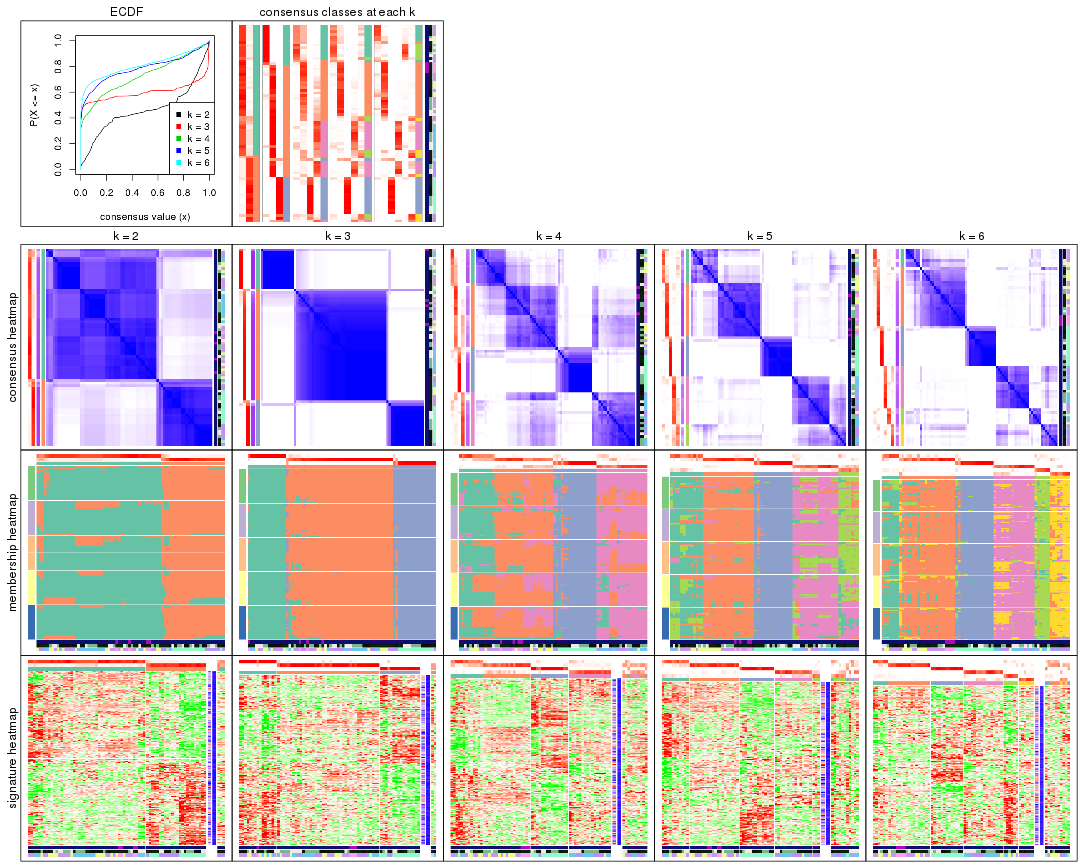 ECDF
consensus classes at each k
P(X <= x)
0.0 0.2 0.4 0.6 0.8 1.0
k = 2
k = 3
k = 4
k = 5
k = 6
0.0 0.2 0.4 0.6 0.8 1.0
consensus value (x)
k = 2
k = 3
k = 4
k = 5
k = 6
consensus heatmap
membership heatmap
signature heatmap